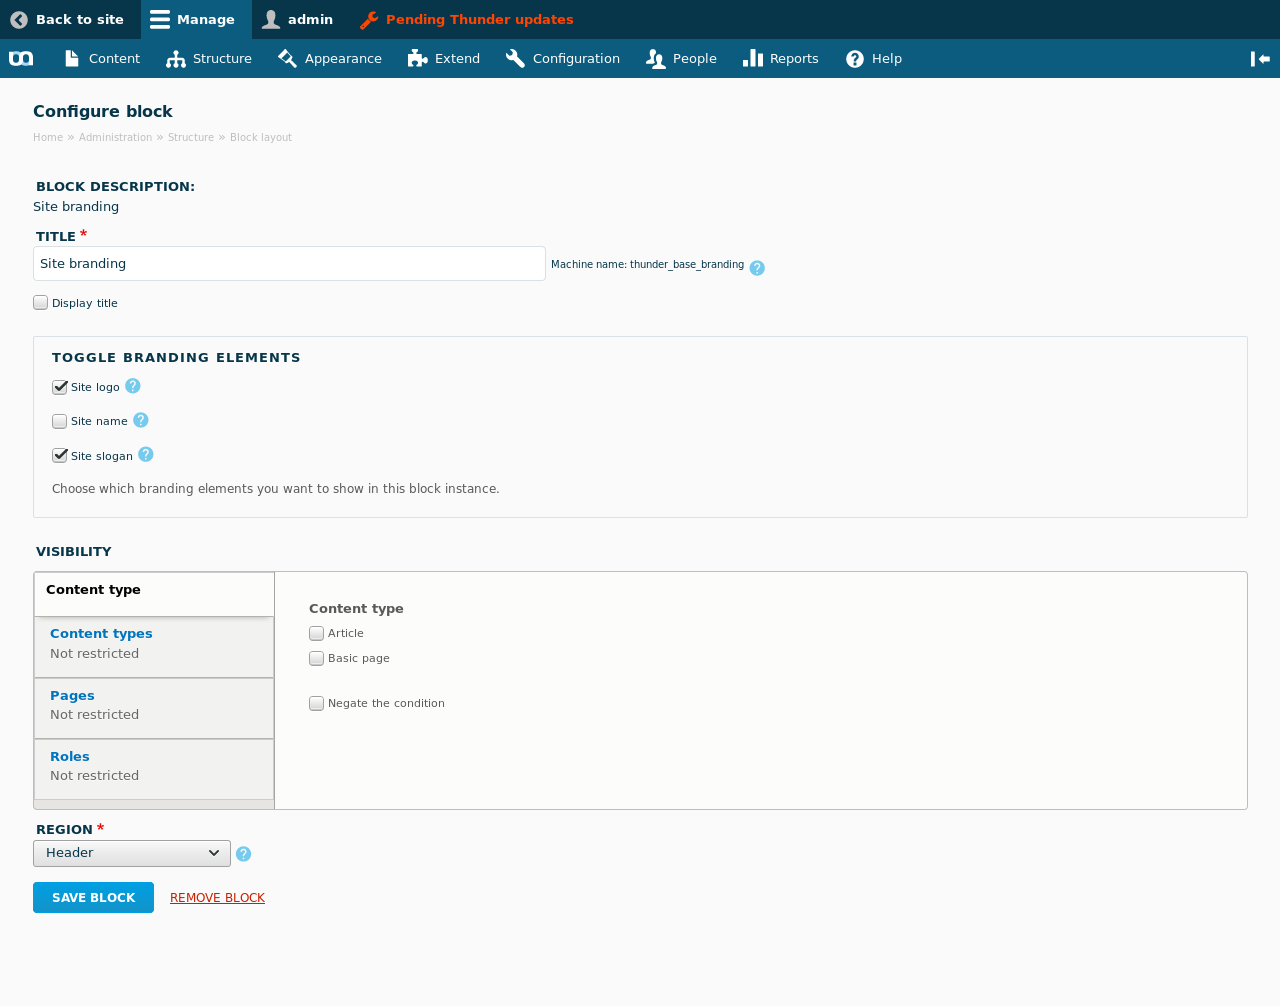 Back to site Manage admin Pending Thunder updates
Content Structure Appearance Extend Configuration People Reports Help
Configure block
Home » Administration » Structure » Block layout
BLOCK DESCRIPTION:
Site branding
TITLE *
Site branding Machine name: thunder_base_branding ?
Display title
TOGGLE BRANDING ELEMENTS
Site logo ?
Site name ?
Site slogan ?
Choose which branding elements you want to show in this block instance.
VISIBILITY
Content type
Content types
Not restricted
Pages
Not restricted
Roles
Not restricted
Content type
Article
Basic page
Negate the condition
REGION *
Header ?
SAVE BLOCK REMOVE BLOCK